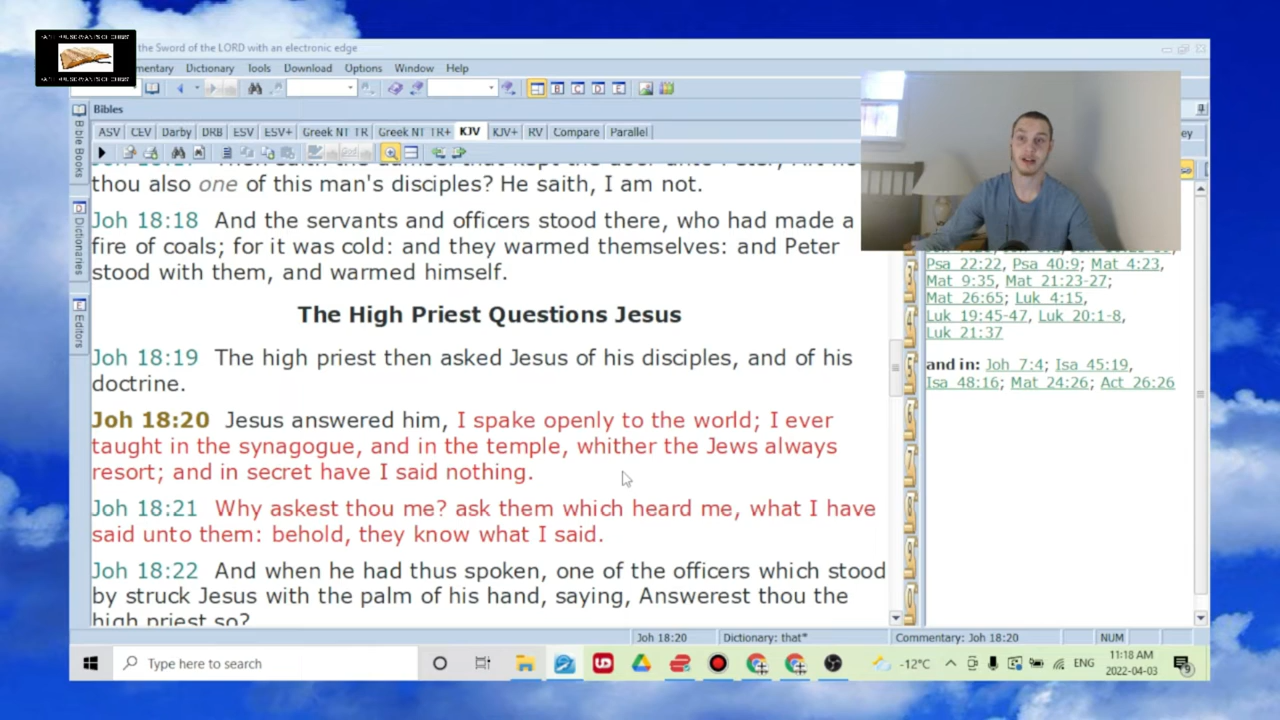 the Sword of the LORD with an electronic edge
mentary Dictionary Tools Download Options Window Help
Bibles
ASV CEV Darby DRB ESV ESV+ Greek NT TR Greek NT TR+ KJV KJV+ RV Compare Parallel
Bible Books
Dictionaries
Editors
thou also one of this man's disciples? He saith, I am not.
Joh 18:18 And the servants and officers stood there, who had made a
fire of coals; for it was cold: and they warmed themselves: and Peter
stood with them, and warmed himself.
The High Priest Questions Jesus
Joh 18:19 The high priest then asked Jesus of his disciples, and of his
doctrine.
Joh 18:20 Jesus answered him, I spake openly to the world; I ever
taught in the synagogue, and in the temple, whither the Jews always
resort; and in secret have I said nothing.
Joh 18:21 Why askest thou me? ask them which heard me, what I have
said unto them: behold, they know what I said.
Joh 18:22 And when he had thus spoken, one of the officers which stood
by struck Jesus with the palm of his hand, saying, Answerest thou the
high priest so?
Psa 22:22, Psa 40:9; Mat 4:23,
Mat 9:35, Mat 21:23-27;
Mat 26:65; Luk 4:15,
Luk 19:45-47, Luk 20:1-8,
Luk 21:37
and in: Joh 7:4; Isa 45:19,
Isa 48:16; Mat 24:26; Act 26:26
Joh 18:20 Dictionary: that* Commentary: Joh 18:20 NUM
Type here to search
-12°C ENG 11:18 AM
2022-04-03